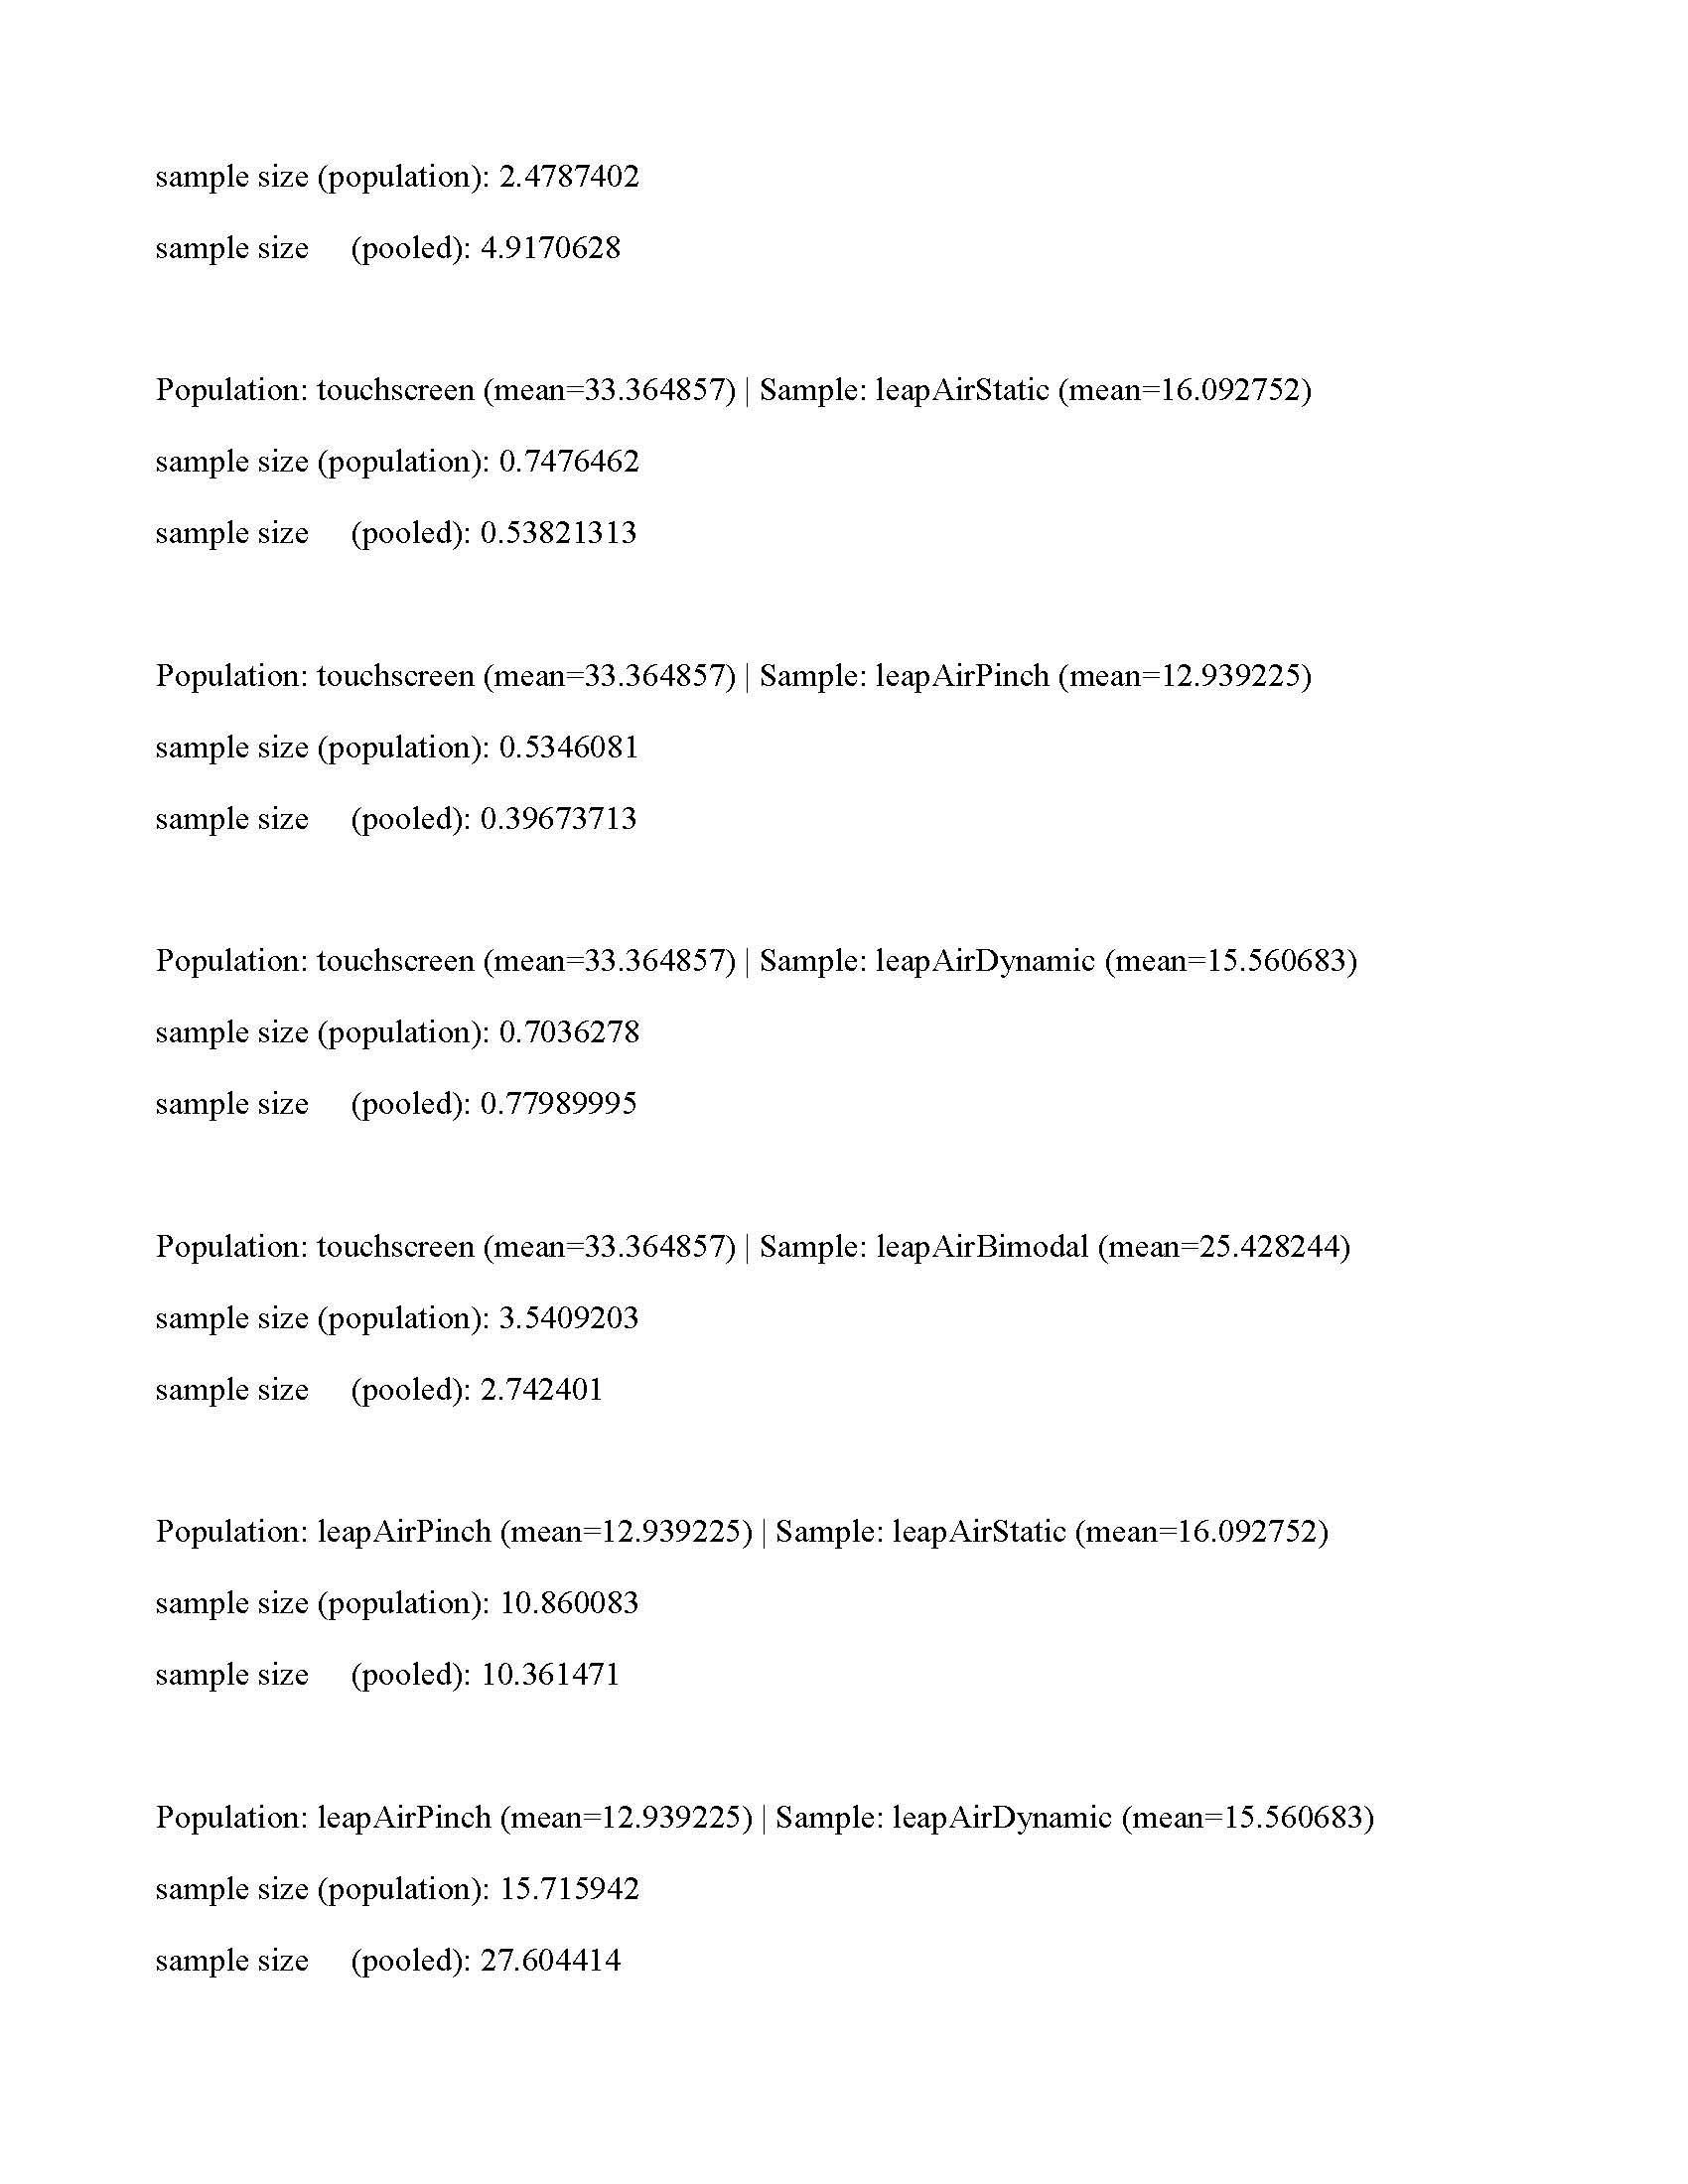 sample size (population): 2.4787402
sample size (pooled): 4.9170628
Population: touchscreen (mean=33.364857) | Sample: leapAirStatic (mean=16.092752)
sample size (population): 0.7476462
sample size (pooled): 0.53821313
Population: touchscreen (mean=33.364857) | Sample: leapAirPinch (mean=12.939225)
sample size (population): 0.5346081
sample size (pooled): 0.39673713
Population: touchscreen (mean=33.364857) | Sample: leapAirDynamic (mean=15.560683)
sample size (population): 0.7036278
sample size (pooled): 0.77989995
Population: touchscreen (mean=33.364857) | Sample: leapAirBimodal (mean=25.428244)
sample size (population): 3.5409203
sample size (pooled): 2.742401
Population: leapAirPinch (mean=12.939225) | Sample: leapAirStatic (mean=16.092752)
sample size (population): 10.860083
sample size (pooled): 10.361471
Population: leapAirPinch (mean=12.939225) | Sample: leapAirDynamic (mean=15.560683)
sample size (population): 15.715942
sample size (pooled): 27.604414